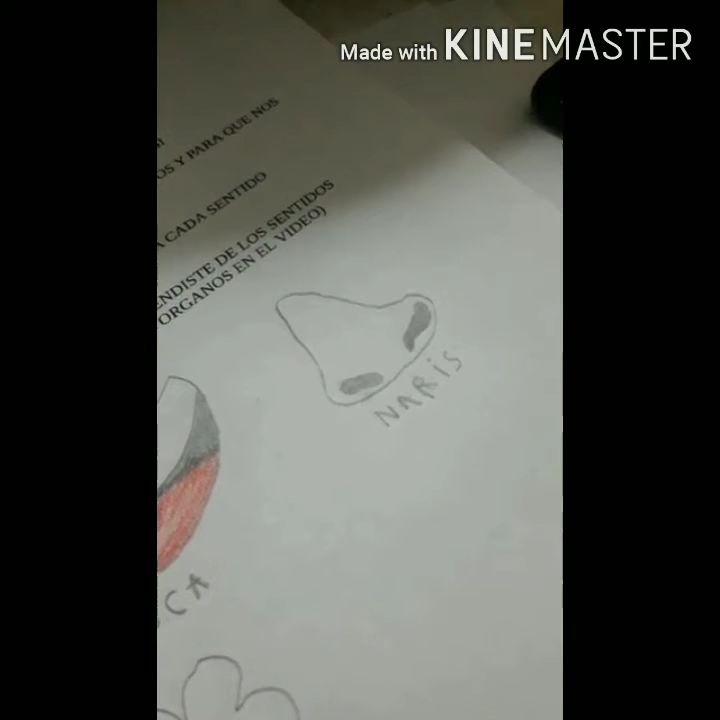 Made with KINEMASTER
OS Y PARA QUE NOS
A CADA SENTIDO
ENDISTE DE LOS SENTIDOS
ORGANOS EN EL VIDEO)
NARIS
CA